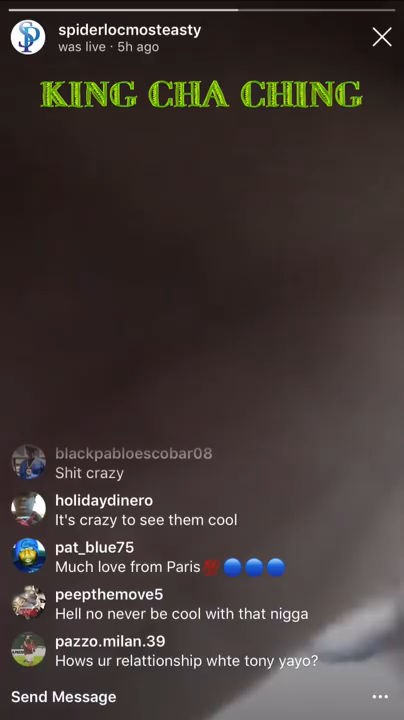 spiderlocmosteasty
was live · 5h ago
KING CHA CHING
blackpabloescobar08
Shit crazy
holidaydinero
It's crazy to see them cool
pat_blue75
Much love from Paris 💯🔵🔵🔵
peepthemove5
Hell no never be cool with that nigga
pazzo.milan.39
Hows ur relattionship whte tony yayo?
Send Message